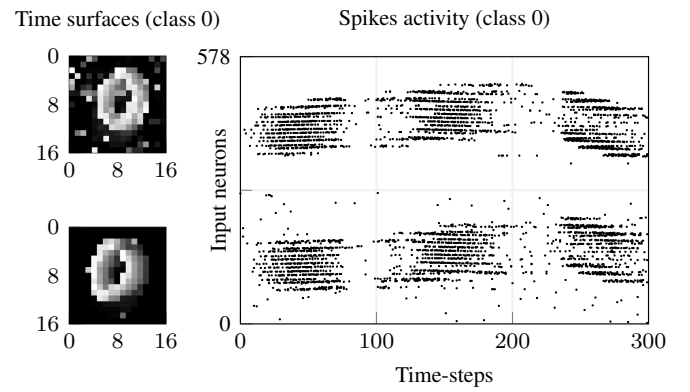 Time surfaces (class 0)
0
8
16
0 8 16
0
8
16
0 8 16
Spikes activity (class 0)
578
Input neurons
0
0 100 200 300
Time-steps